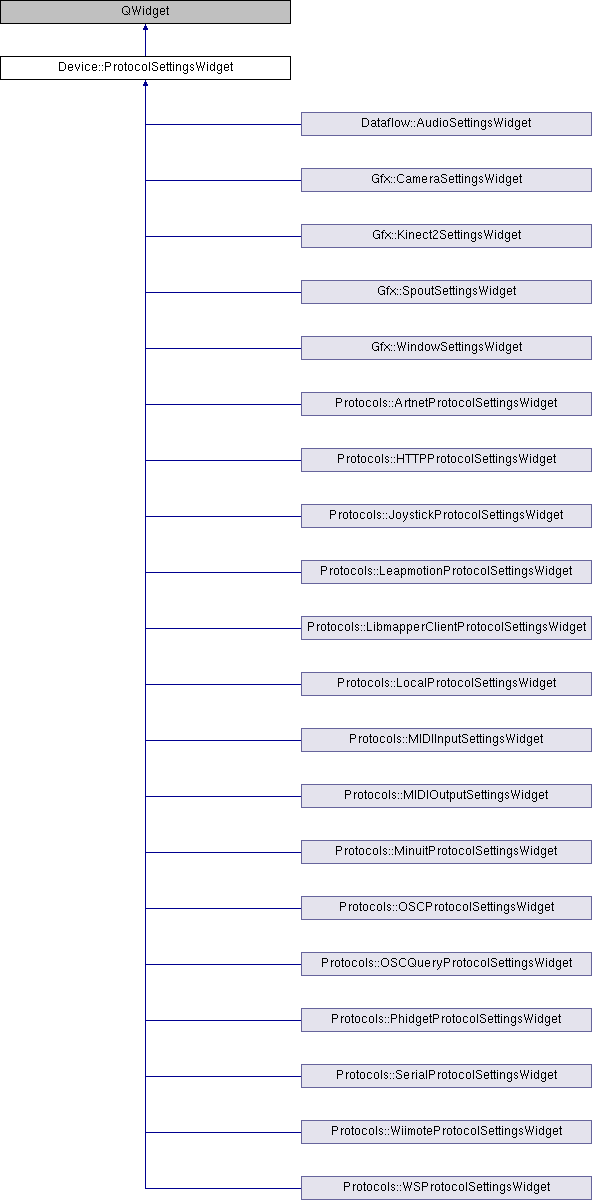 QWidget
Device::ProtocolSettingsWidget
Dataflow::AudioSettingsWidget
Gfx::CameraSettingsWidget
Gfx::Kinect2SettingsWidget
Gfx::SpoutSettingsWidget
Gfx::WindowSettingsWidget
Protocols::ArtnetProtocolSettingsWidget
Protocols::HTTPProtocolSettingsWidget
Protocols::JoystickProtocolSettingsWidget
Protocols::LeapmotionProtocolSettingsWidget
Protocols::LibmapperClientProtocolSettingsWidget
Protocols::LocalProtocolSettingsWidget
Protocols::MIDIInputSettingsWidget
Protocols::MIDIOutputSettingsWidget
Protocols::MinuitProtocolSettingsWidget
Protocols::OSCProtocolSettingsWidget
Protocols::OSCQueryProtocolSettingsWidget
Protocols::PhidgetProtocolSettingsWidget
Protocols::SerialProtocolSettingsWidget
Protocols::WiimoteProtocolSettingsWidget
Protocols::WSProtocolSettingsWidget